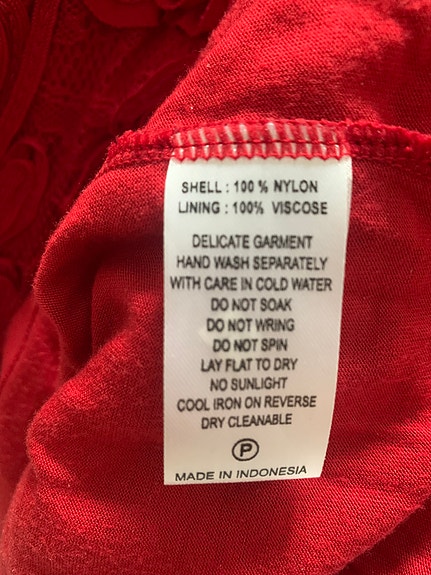 SHELL : 100 % NYLON
LINING : 100% VISCOSE
DELICATE GARMENT
HAND WASH SEPARATELY
WITH CARE IN COLD WATER
DO NOT SOAK
DO NOT WRING
DO NOT SPIN
LAY FLAT TO DRY
NO SUNLIGHT
COOL IRON ON REVERSE
DRY CLEANABLE
P
MADE IN INDONESIA